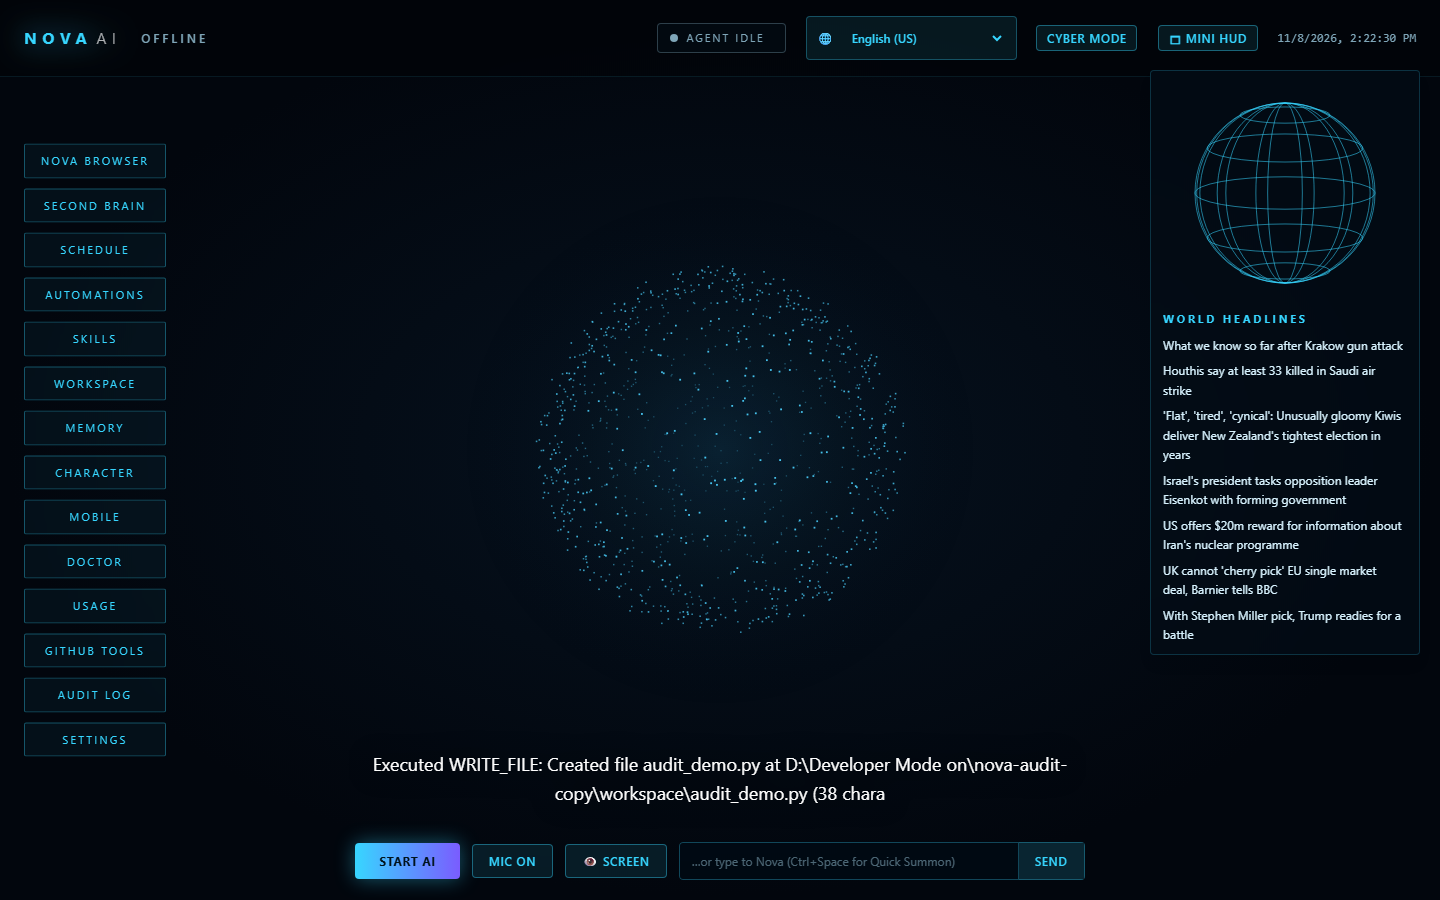 NOVA AI OFFLINE
AGENT IDLE
English (US)
CYBER MODE
MINI HUD
11/8/2026, 2:22:30 PM
NOVA BROWSER
SECOND BRAIN
SCHEDULE
AUTOMATIONS
SKILLS
WORKSPACE
MEMORY
CHARACTER
MOBILE
DOCTOR
USAGE
GITHUB TOOLS
AUDIT LOG
SETTINGS
WORLD HEADLINES
What we know so far after Krakow gun attack
Houthis say at least 33 killed in Saudi air
strike
'Flat', 'tired', 'cynical': Unusually gloomy Kiwis
deliver New Zealand's tightest election in
years
Israel's president tasks opposition leader
Eisenkot with forming government
US offers $20m reward for information about
Iran's nuclear programme
UK cannot 'cherry pick' EU single market
deal, Barnier tells BBC
With Stephen Miller pick, Trump readies for a
battle
Executed WRITE_FILE: Created file audit_demo.py at D:\Developer Mode on\nova-audit-
copy\workspace\audit_demo.py (38 chara
START AI
MIC ON
SCREEN
...or type to Nova (Ctrl+Space for Quick Summon)
SEND